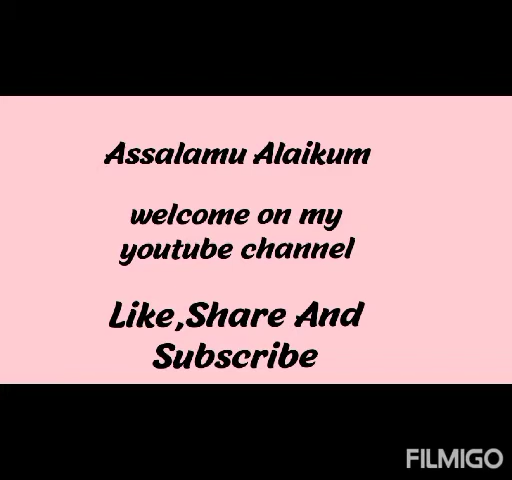 Assalamu Alaikum
welcome on my
youtube channel
Like,Share And
Subscribe
FILMIGO